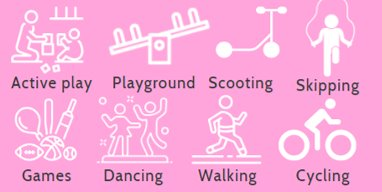 Active play Playground Scooting Skipping
Games Dancing Walking Cycling